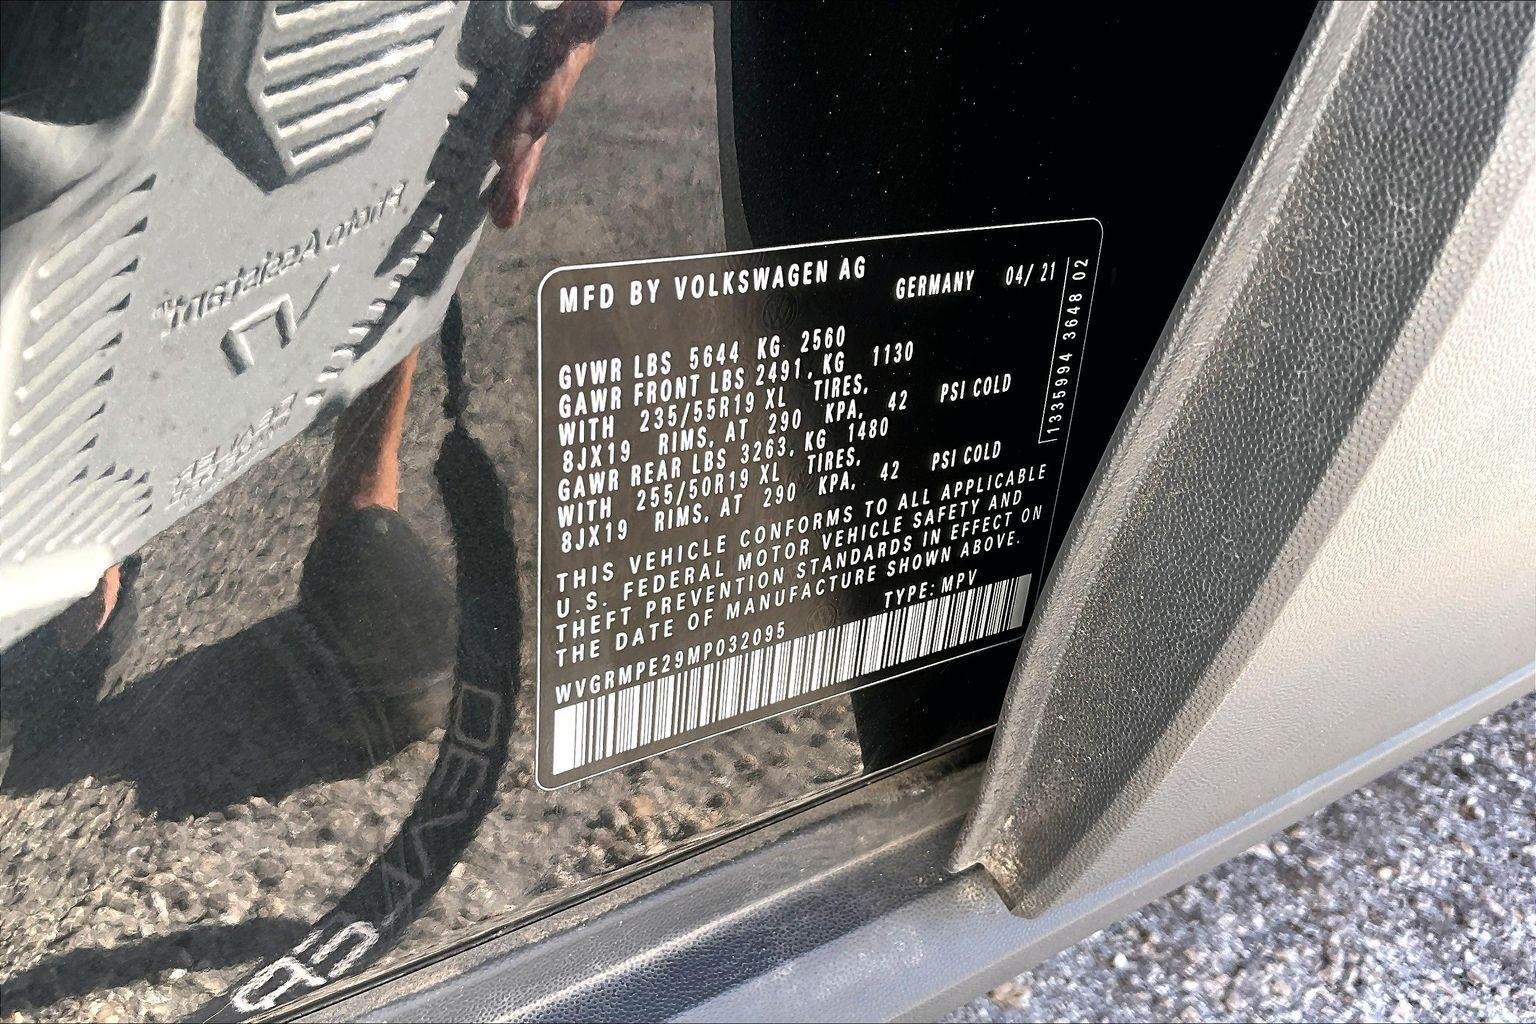 MFD BY VOLKSWAGEN AG GERMANY 04/ 21
GVWR LBS 5644 KG 2560
GAWR FRONT LBS 2491, KG 1130
WITH 235/55R19 XL TIRES,
8JX19 RIMS, AT 290 KPA, 42 PSI COLD
GAWR REAR LBS 3263, KG 1480
WITH 255/50R19 XL TIRES,
8JX19 RIMS, AT 290 KPA, 42 PSI COLD
THIS VEHICLE CONFORMS TO ALL APPLICABLE
U.S. FEDERAL MOTOR VEHICLE SAFETY AND
THEFT PREVENTION STANDARDS IN EFFECT ON
THE DATE OF MANUFACTURE SHOWN ABOVE.
WVGRMPE29MP032095 TYPE: MPV
1335994 3648 02
Photo Assistant